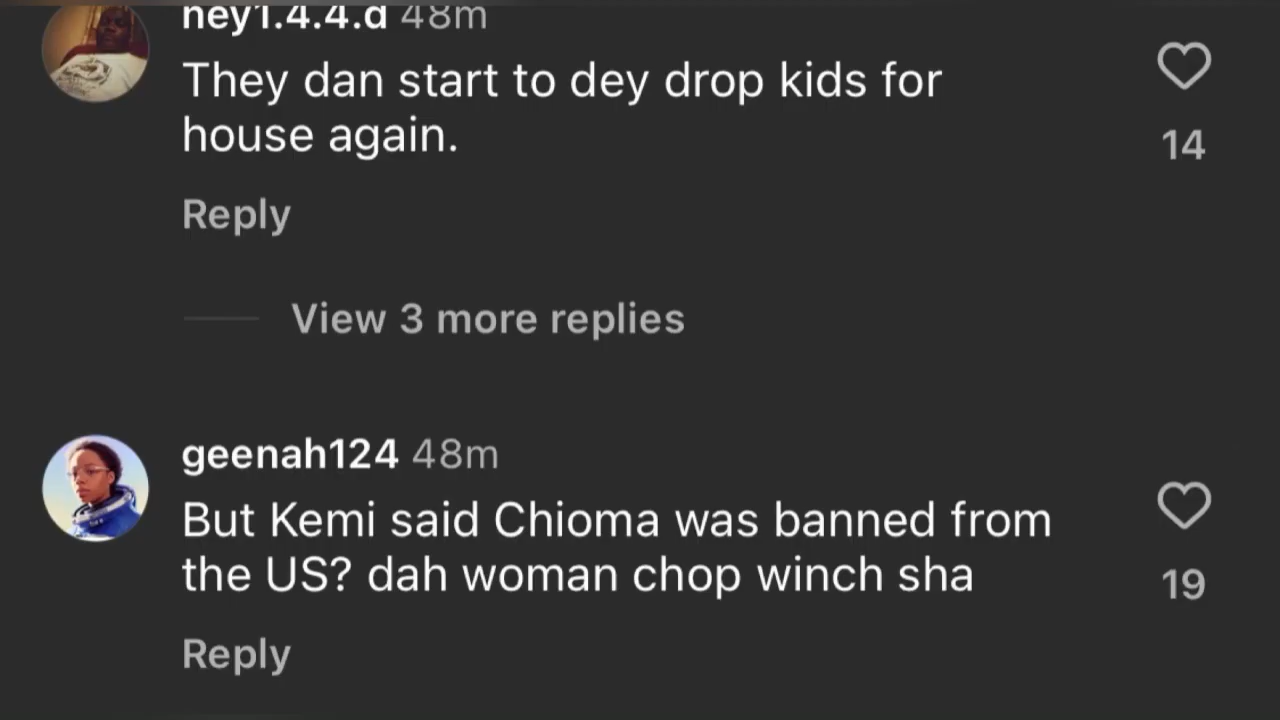 ney1.4.4.d 48m
They dan start to dey drop kids for
house again.
14
Reply
View 3 more replies
geenah124 48m
But Kemi said Chioma was banned from
the US? dah woman chop winch sha
19
Reply